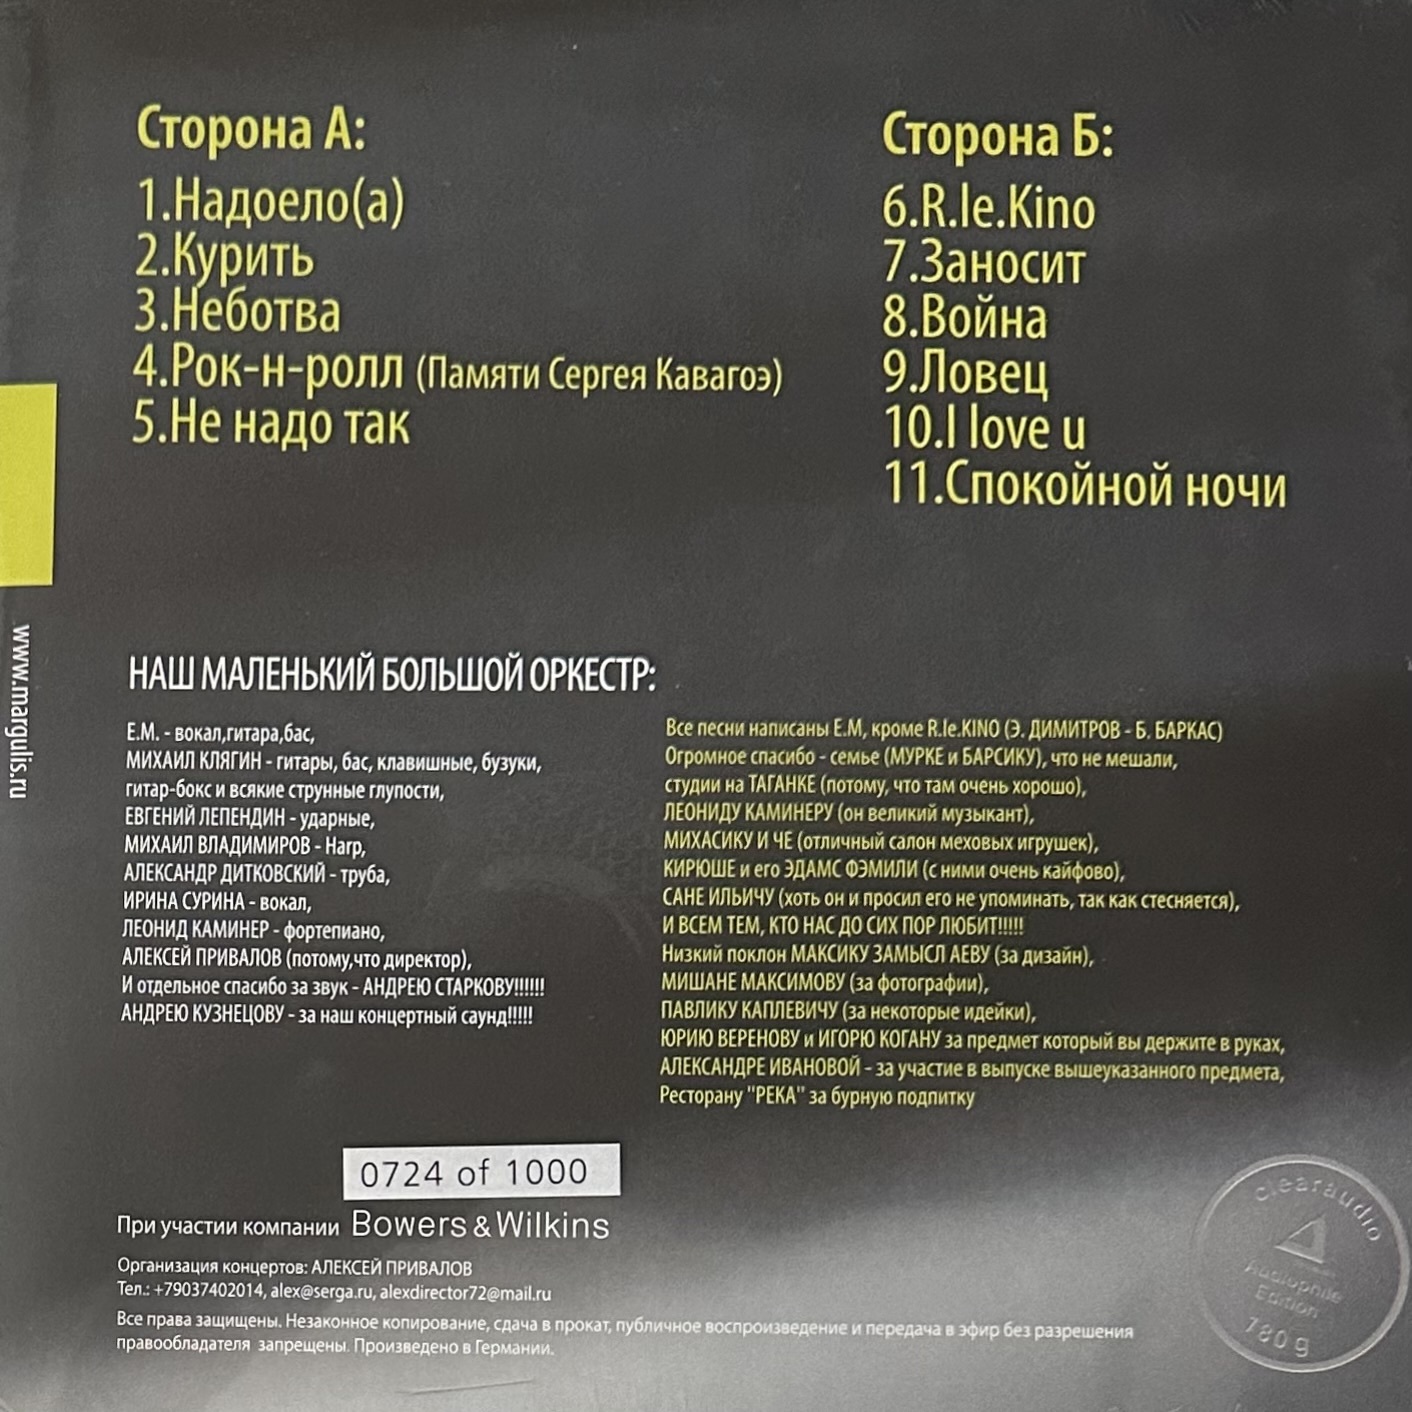 Сторона А:
1.Надоело(а)
2.Курить
3.Неботва
4.Рок-н-ролл (Памяти Сергея Кавагоэ)
5.Не надо так
Сторона Б:
6.R.le.Kino
7.Заносит
8.Война
9.Ловец
10.I love u
11.Спокойной ночи
www.margulis.ru
НАШ МАЛЕНЬКИЙ БОЛЬШОЙ ОРКЕСТР:
Е.М. - вокал,гитара,бас,
МИХАИЛ КЛЯГИН - гитары, бас, клавишные, бузуки,
гитар-бокс и всякие струнные глупости,
ЕВГЕНИЙ ЛЕПЕНДИН - ударные,
МИХАИЛ ВЛАДИМИРОВ - Harp,
АЛЕКСАНДР ДИТКОВСКИЙ - труба,
ИРИНА СУРИНА - вокал,
ЛЕОНИД КАМИНЕР - фортепиано,
АЛЕКСЕЙ ПРИВАЛОВ (потому,что директор),
И отдельное спасибо за звук - АНДРЕЮ СТАРКОВУ!!!!!!
АНДРЕЮ КУЗНЕЦОВУ - за наш концертный саунд!!!!!
Все песни написаны Е.М, кроме R.le.KINO (Э. ДИМИТРОВ - Б. БАРКАС)
Огромное спасибо - семье (МУРКЕ и БАРСИКУ), что не мешали,
студии на ТАГАНКЕ (потому, что там очень хорошо),
ЛЕОНИДУ КАМИНЕРУ (он великий музыкант),
МИХАСИКУ И ЧЕ (отличный салон меховых игрушек),
КИРЮШЕ и его ЭДАМС ФЭМИЛИ (с ними очень кайфово),
САНЕ ИЛЬИЧУ (хоть он и просил его не упоминать, так как стесняется),
И ВСЕМ ТЕМ, КТО НАС ДО СИХ ПОР ЛЮБИТ!!!!!
Низкий поклон МАКСИКУ ЗАМЫСЛ АЕВУ (за дизайн),
МИШАНЕ МАКСИМОВУ (за фотографии),
ПАВЛИКУ КАПЛЕВИЧУ (за некоторые идейки),
ЮРИЮ ВЕРЕНОВУ и ИГОРЮ КОГАНУ за предмет который вы держите в руках,
АЛЕКСАНДРЕ ИВАНОВОЙ - за участие в выпуске вышеуказанного предмета,
Ресторану "РЕКА" за бурную подпитку
0724 of 1000
При участии компании Bowers & Wilkins
Организация концертов: АЛЕКСЕЙ ПРИВАЛОВ
Тел.: +79037402014, alex@serga.ru, alexdirector72@mail.ru
Все права защищены. Незаконное копирование, сдача в прокат, публичное воспроизведение и передача в эфир без разрешения
правообладателя запрещены. Произведено в Германии.
clearaudio
Audiophile
Edition
180g